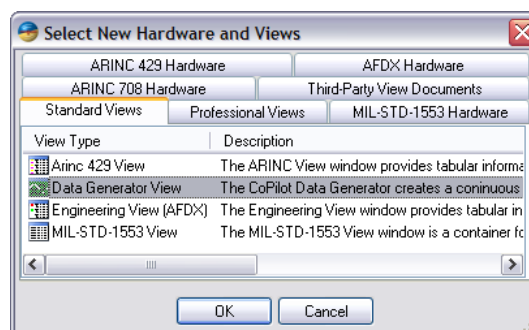 Select New Hardware and Views
ARINC 429 Hardware AFDX Hardware
ARINC 708 Hardware Third-Party View Documents
Standard Views Professional Views MIL-STD-1553 Hardware
View Type Description
Arinc 429 View The ARINC View window provides tabular informa
Data Generator View The CoPilot Data Generator creates a coninuous
Engineering View (AFDX) The Engineering View window provides tabular in
MIL-STD-1553 View The MIL-STD-1553 View window is a container fo
OK Cancel